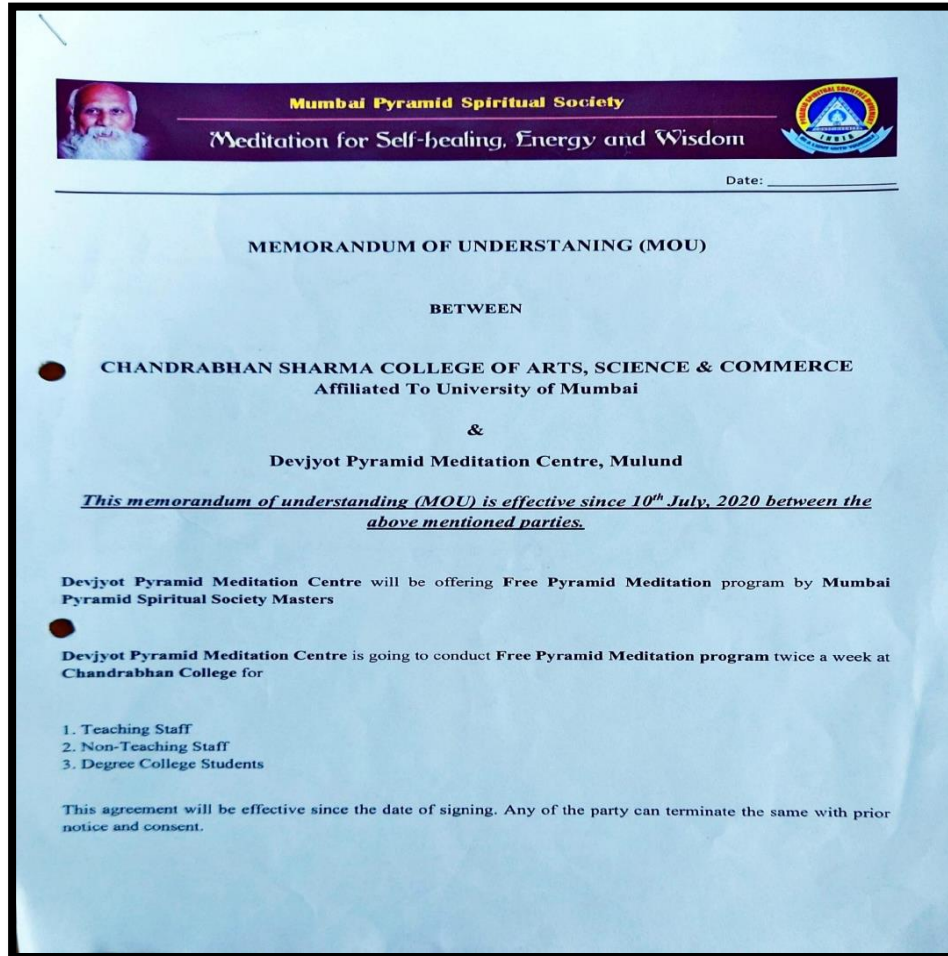 Mumbai Pyramid Spiritual Society
Meditation for Self-healing, Energy and Wisdom
PYRAMID SPIRITUAL SOCIETIES
INDIA
Date: ____________
MEMORANDUM OF UNDERSTANING (MOU)
BETWEEN
CHANDRABHAN SHARMA COLLEGE OF ARTS, SCIENCE & COMMERCE
Affiliated To University of Mumbai
&
Devjyot Pyramid Meditation Centre, Mulund
This memorandum of understanding (MOU) is effective since 10th July, 2020 between the
above mentioned parties.
Devjyot Pyramid Meditation Centre will be offering Free Pyramid Meditation program by Mumbai
Pyramid Spiritual Society Masters
Devjyot Pyramid Meditation Centre is going to conduct Free Pyramid Meditation program twice a week at
Chandrabhan College for
1. Teaching Staff
2. Non-Teaching Staff
3. Degree College Students
This agreement will be effective since the date of signing. Any of the party can terminate the same with prior
notice and consent.